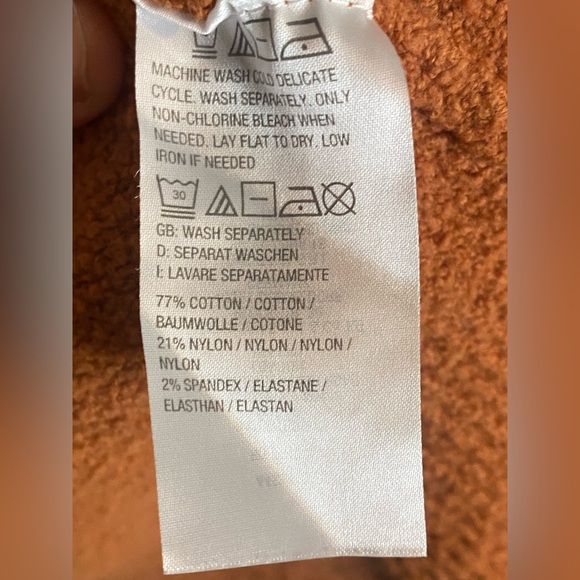 MACHINE WASH COLD DELICATE
CYCLE. WASH SEPARATELY. ONLY
NON-CHLORINE BLEACH WHEN
NEEDED. LAY FLAT TO DRY. LOW
IRON IF NEEDED
30
GB: WASH SEPARATELY
D: SEPARAT WASCHEN
I: LAVARE SEPARATAMENTE
77% COTTON / COTTON /
BAUMWOLLE / COTONE
21% NYLON / NYLON / NYLON /
NYLON
2% SPANDEX / ELASTANE /
ELASTHAN / ELASTAN